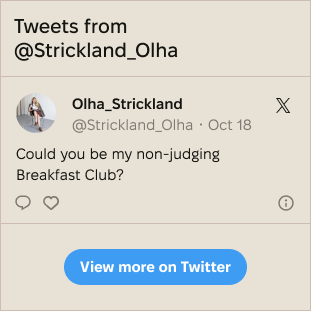 Tweets from
@Strickland_Olha
Olha_Strickland
@Strickland_Olha · Oct 18
Could you be my non-judging
Breakfast Club?
View more on Twitter